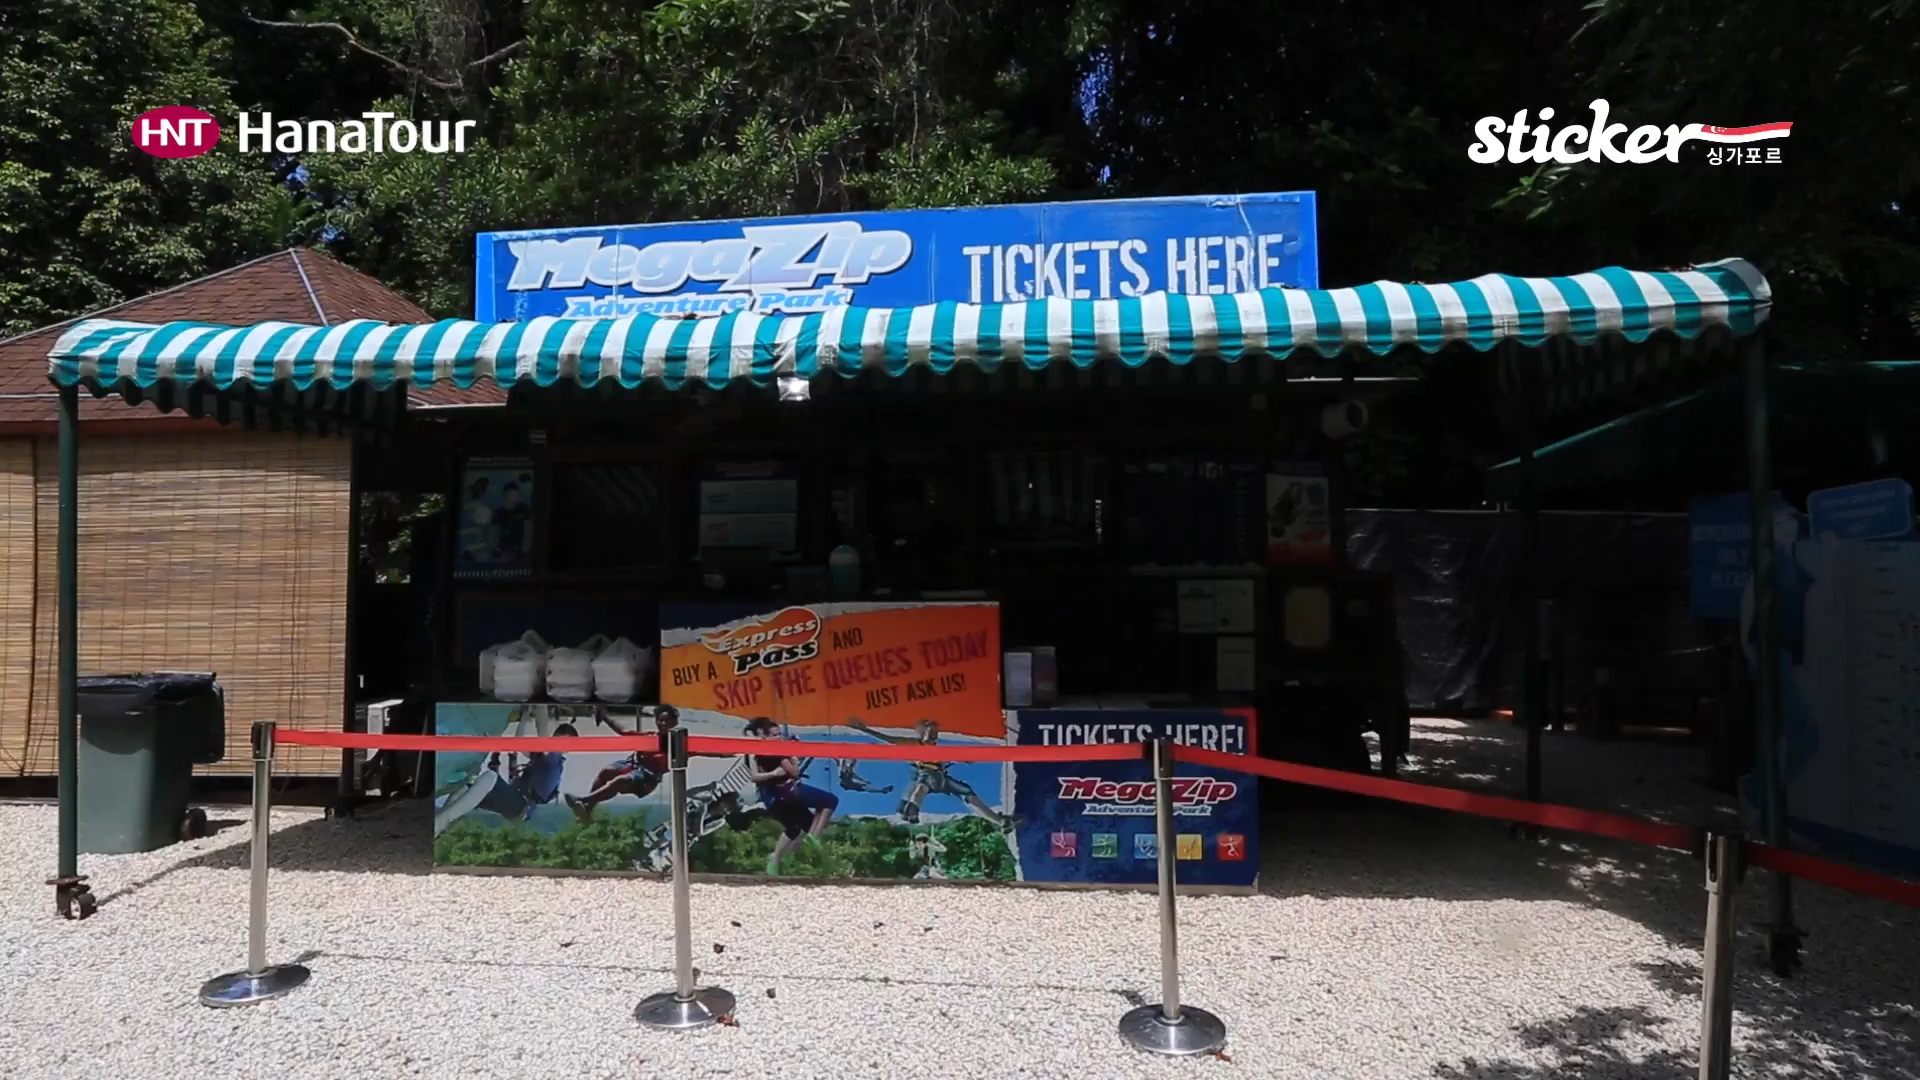 HNT HanaTour
sticker
싱가포르
MegaZip
Adventure Park
TICKETS HERE
Express
Pass
BUY A
AND
SKIP THE QUEUES TODAY
JUST ASK US!
TICKETS HERE!
MegaZip
Adventure Park